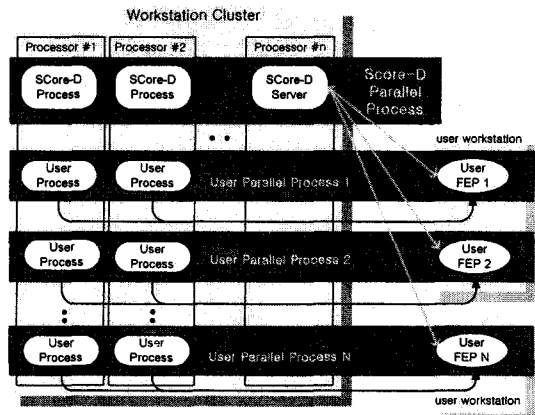 Workstation Cluster
Processor #1 Processor #2 Processor #n
SCore-D Process
SCore-D Process
SCore-D Server
Score-D Parallel Process
user workstation
User Process
User Process
User Parallel Process 1
User FEP 1
User Process
User Process
User Parallel Process 2
User FEP 2
User Process
User Process
User Parallel Process N
User FEP N
user workstation